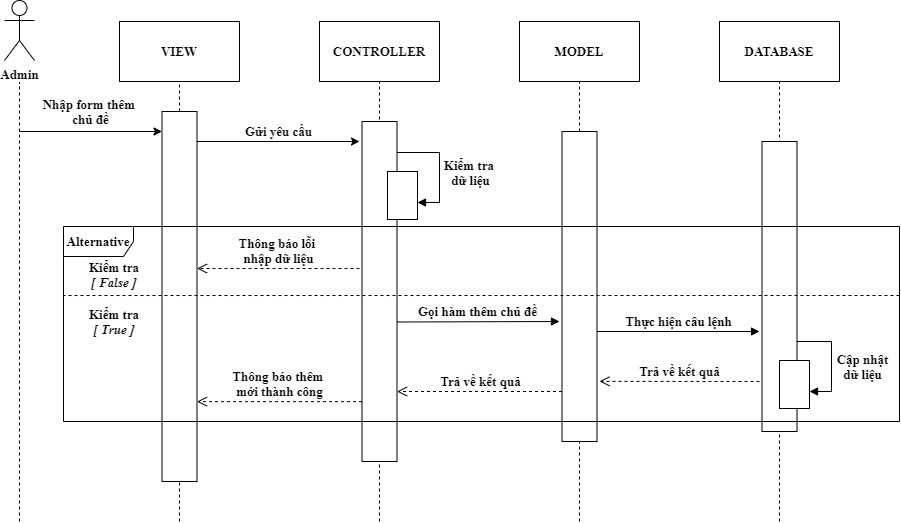 VIEW
CONTROLLER
MODEL
DATABASE
Admin
Nhập form thêm
chủ đề
Gửi yêu cầu
Kiểm tra
dữ liệu
Alternative
Thông báo lỗi
nhập dữ liệu
Kiểm tra
[ False ]
Kiểm tra
[ True ]
Gọi hàm thêm chủ đề
Thực hiện câu lệnh
Cập nhật
dữ liệu
Trả về kết quả
Trả về kết quả
Thông báo thêm
mới thành công